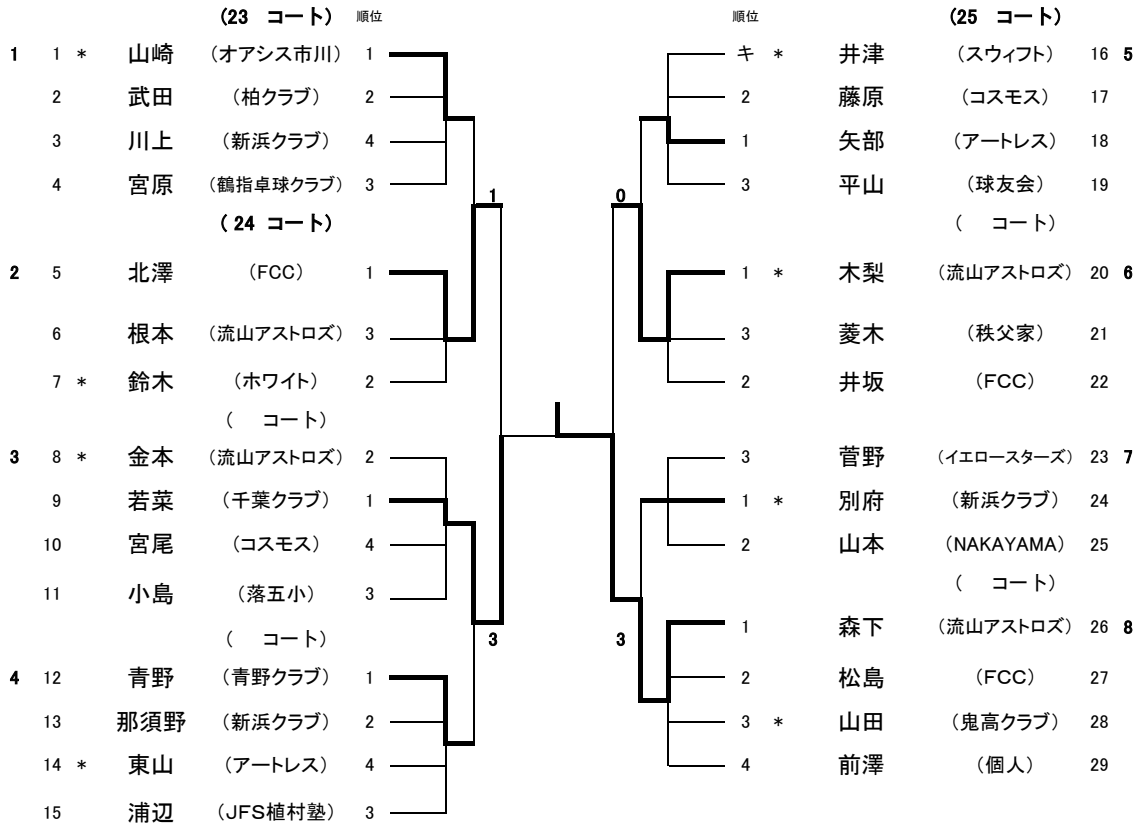 (23 コート) 順位
1 1 * 山崎 (オアシス市川) 1
2 武田 (柏クラブ) 2
3 川上 (新浜クラブ) 4
4 宮原 (鶴指卓球クラブ) 3
1
( 24 コート)
2 5 北澤 (FCC) 1
6 根本 (流山アストロズ) 3
7 * 鈴木 (ホワイト) 2
( コート)
3 8 * 金本 (流山アストロズ) 2
9 若菜 (千葉クラブ) 1
10 宮尾 (コスモス) 4
11 小島 (落五小) 3
( コート)
3
4 12 青野 (青野クラブ) 1
13 那須野 (新浜クラブ) 2
14 * 東山 (アートレス) 4
15 浦辺 (JFS植村塾) 3
順位 (25 コート)
キ * 井津 (スウィフト) 16 5
2 藤原 (コスモス) 17
1 矢部 (アートレス) 18
3 平山 (球友会) 19
0
( コート)
1 * 木梨 (流山アストロズ) 20 6
3 菱木 (秩父家) 21
2 井坂 (FCC) 22
3 菅野 (イエロースターズ) 23 7
1 * 別府 (新浜クラブ) 24
2 山本 (NAKAYAMA) 25
( コート)
1 森下 (流山アストロズ) 26 8
3
2 松島 (FCC) 27
3 * 山田 (鬼高クラブ) 28
4 前澤 (個人) 29